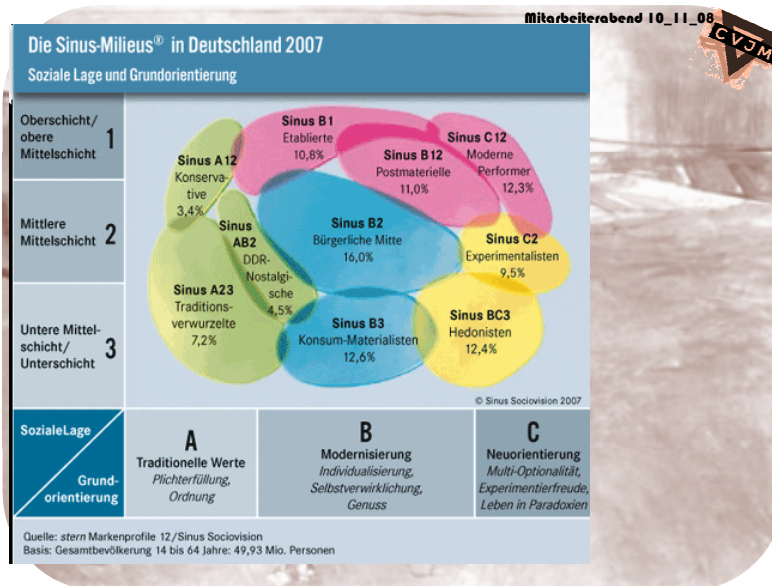 Mitarbeiterabend 10_11_08
CVJM
Die Sinus-Milieus® in Deutschland 2007
Soziale Lage und Grundorientierung
Oberschicht/
obere
Mittelschicht
1
Mittlere
Mittelschicht
2
Untere Mittel-
schicht/
Unterschicht
3
Sinus A12
Konserva-
tive
3,4%
Sinus B1
Etablierte
10,8%
Sinus B12
Postmaterielle
11,0%
Sinus C12
Moderne
Performer
12,3%
Sinus
AB2
DDR-
Nostalgi-
sche
4,5%
Sinus B2
Bürgerliche Mitte
16,0%
Sinus C2
Experimentalisten
9,5%
Sinus A23
Traditions-
verwurzelte
7,2%
Sinus B3
Konsum-Materialisten
12,6%
Sinus BC3
Hedonisten
12,4%
© Sinus Sociovision 2007
SozialeLage
Grund-
orientierung
A
Traditionelle Werte
Plichterfüllung,
Ordnung
B
Modernisierung
Individualisierung,
Selbstverwirklichung,
Genuss
C
Neuorientierung
Multi-Optionalität,
Experimentierfreude,
Leben in Paradoxien
Quelle: stern Markenprofile 12/Sinus Sociovision
Basis: Gesamtbevölkerung 14 bis 64 Jahre: 49,93 Mio. Personen